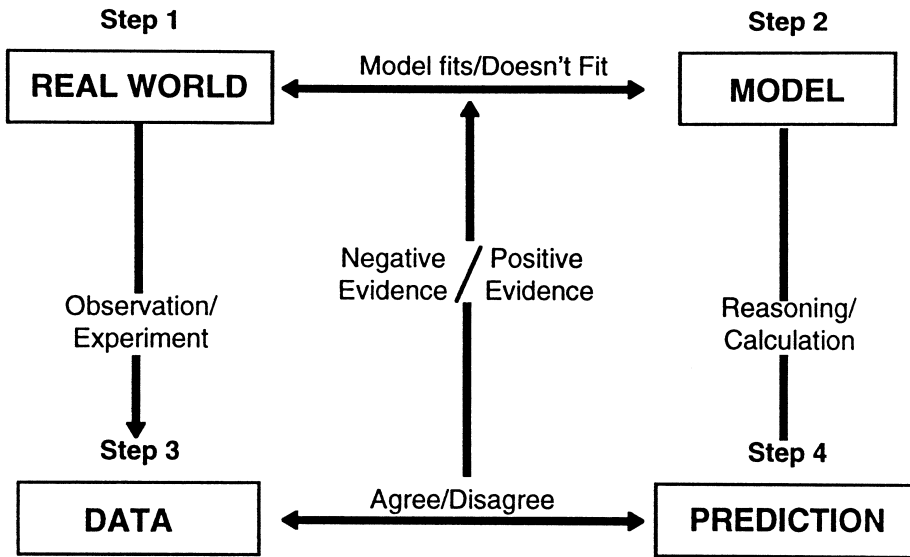 Step 1
Step 2
REAL WORLD
Model fits/Doesn't Fit
MODEL
Negative / Positive
Evidence Evidence
Observation/
Experiment
Reasoning/
Calculation
Step 3
Step 4
DATA
Agree/Disagree
PREDICTION